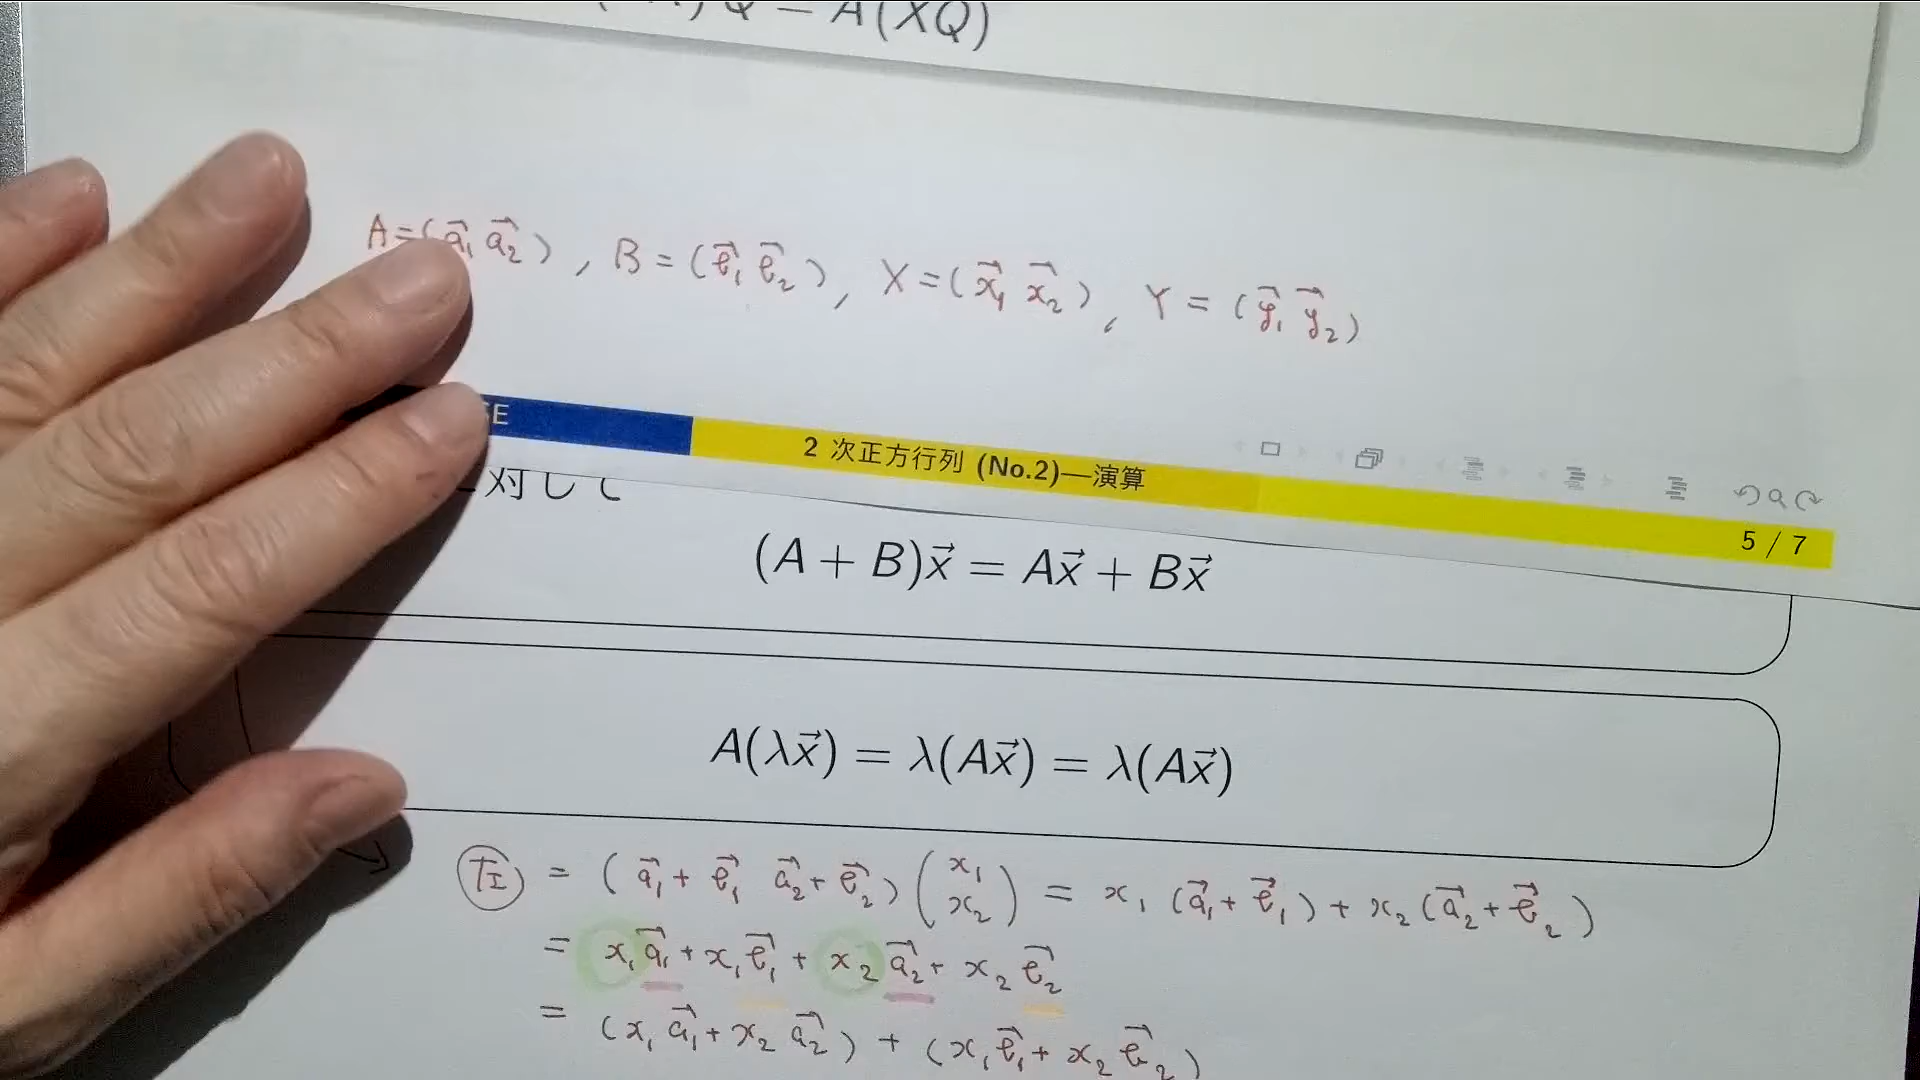 Q = A(XQ)
A = (a⃗₁ a⃗₂), B = (b⃗₁ b⃗₂), X = (x⃗₁ x⃗₂), Y = (y⃗₁ y⃗₂)
SE 2 次正方行列 (No.2)—演算 5 / 7
対して
(A + B)x⃗ = Ax⃗ + Bx⃗
A(λx⃗) = λ(Ax⃗) = λ(Ax⃗)
= (a⃗₁ + b⃗₁ a⃗₂ + b⃗₂) (x₁ x₂) = x₁(a⃗₁ + b⃗₁) + x₂(a⃗₂ + b⃗₂)
= x₁a⃗₁ + x₁b⃗₁ + x₂a⃗₂ + x₂b⃗₂
= (x₁a⃗₁ + x₂a⃗₂) + (x₁b⃗₁ + x₂b⃗₂)